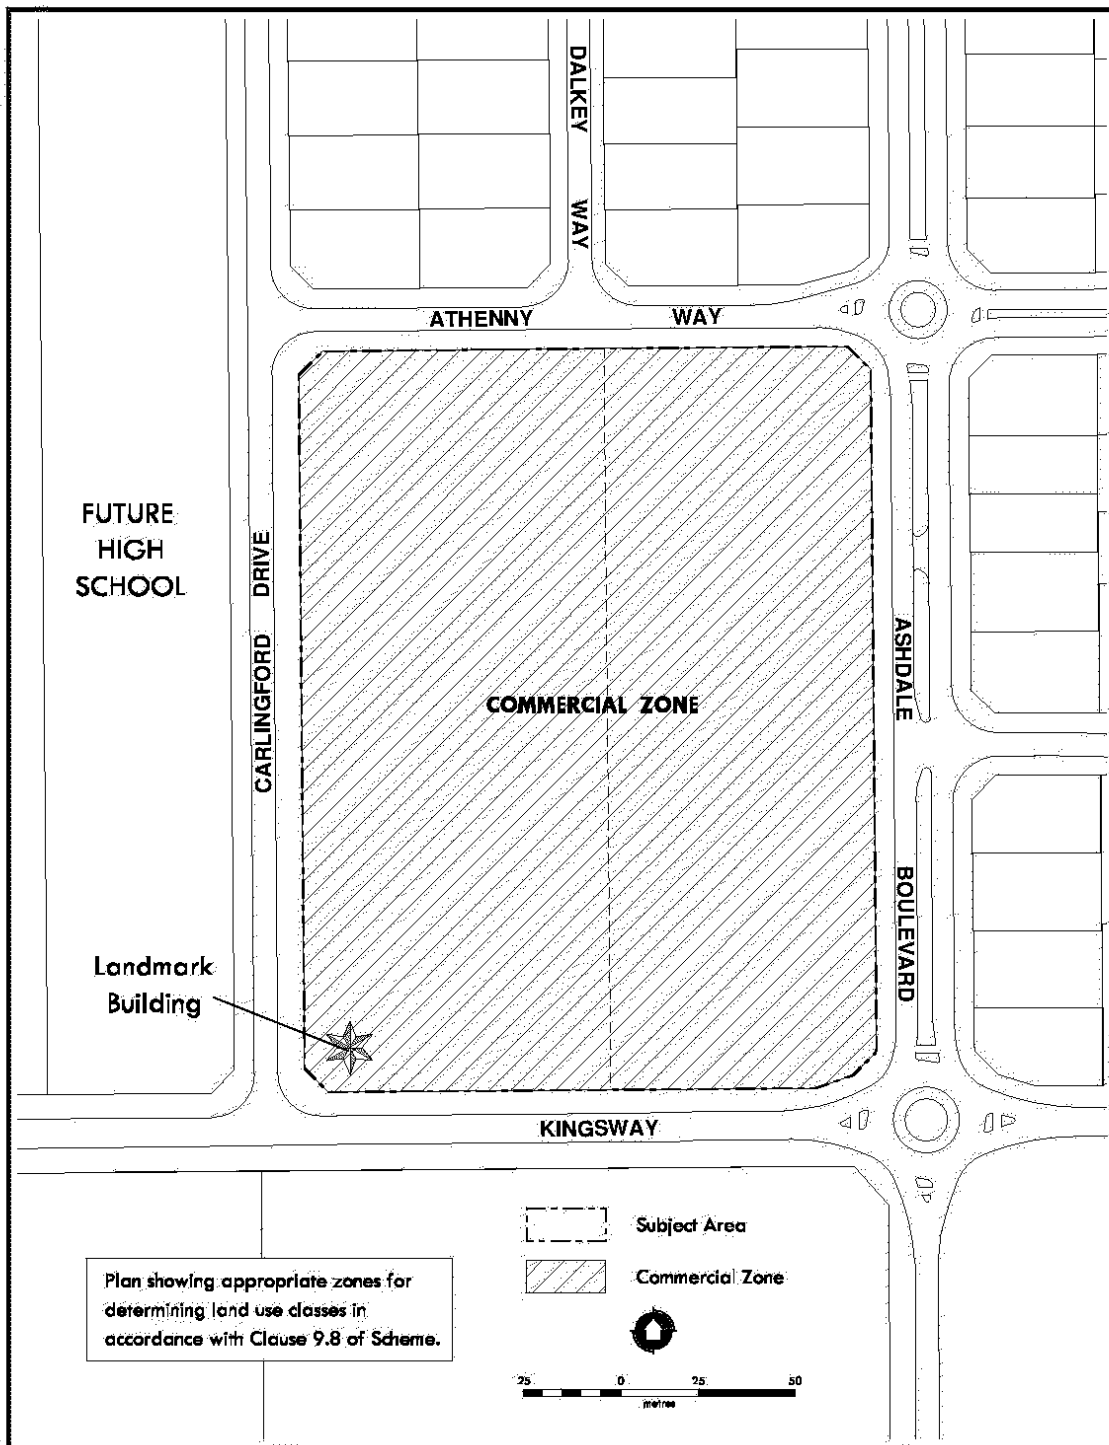 DALKEY
WAY
ATHENNY WAY
FUTURE
HIGH
SCHOOL
CARLINGFORD DRIVE
COMMERCIAL ZONE
ASHDALE
BOULEVARD
Landmark
Building
KINGSWAY
Subject Area
Commercial Zone
Plan showing appropriate zones for
determining land use classes in
accordance with Clause 9.8 of Scheme.
25 0 25 50
metres